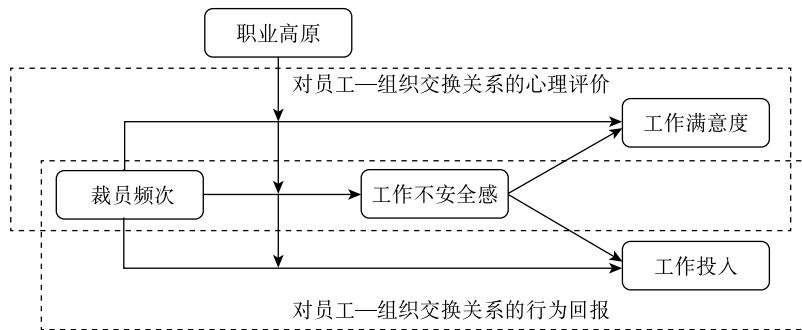 职业高原
对员工—组织交换关系的心理评价
工作满意度
裁员频次
工作不安全感
工作投入
对员工—组织交换关系的行为回报